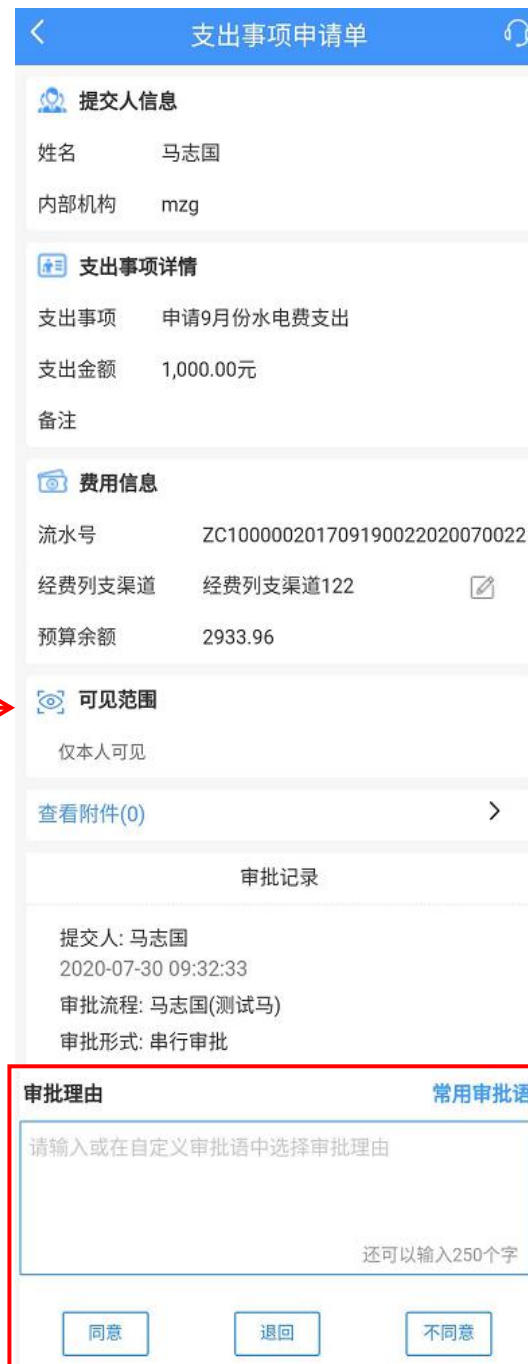 支出事项申请单
提交人信息
姓名 马志国
内部机构 mzg
支出事项详情
支出事项 申请9月份水电费支出
支出金额 1,000.00元
备注
费用信息
流水号 ZC10000020170919002202007​0022
经费列支渠道 经费列支渠道122
预算余额 2933.96
可见范围
仅本人可见
查看附件(0)
审批记录
提交人: 马志国
2020-07-30 09:32:33
审批流程: 马志国(测试马)
审批形式: 串行审批
审批理由 常用审批语
请输入或在自定义审批语中选择审批理由
还可以输入250个字
同意 退回 不同意